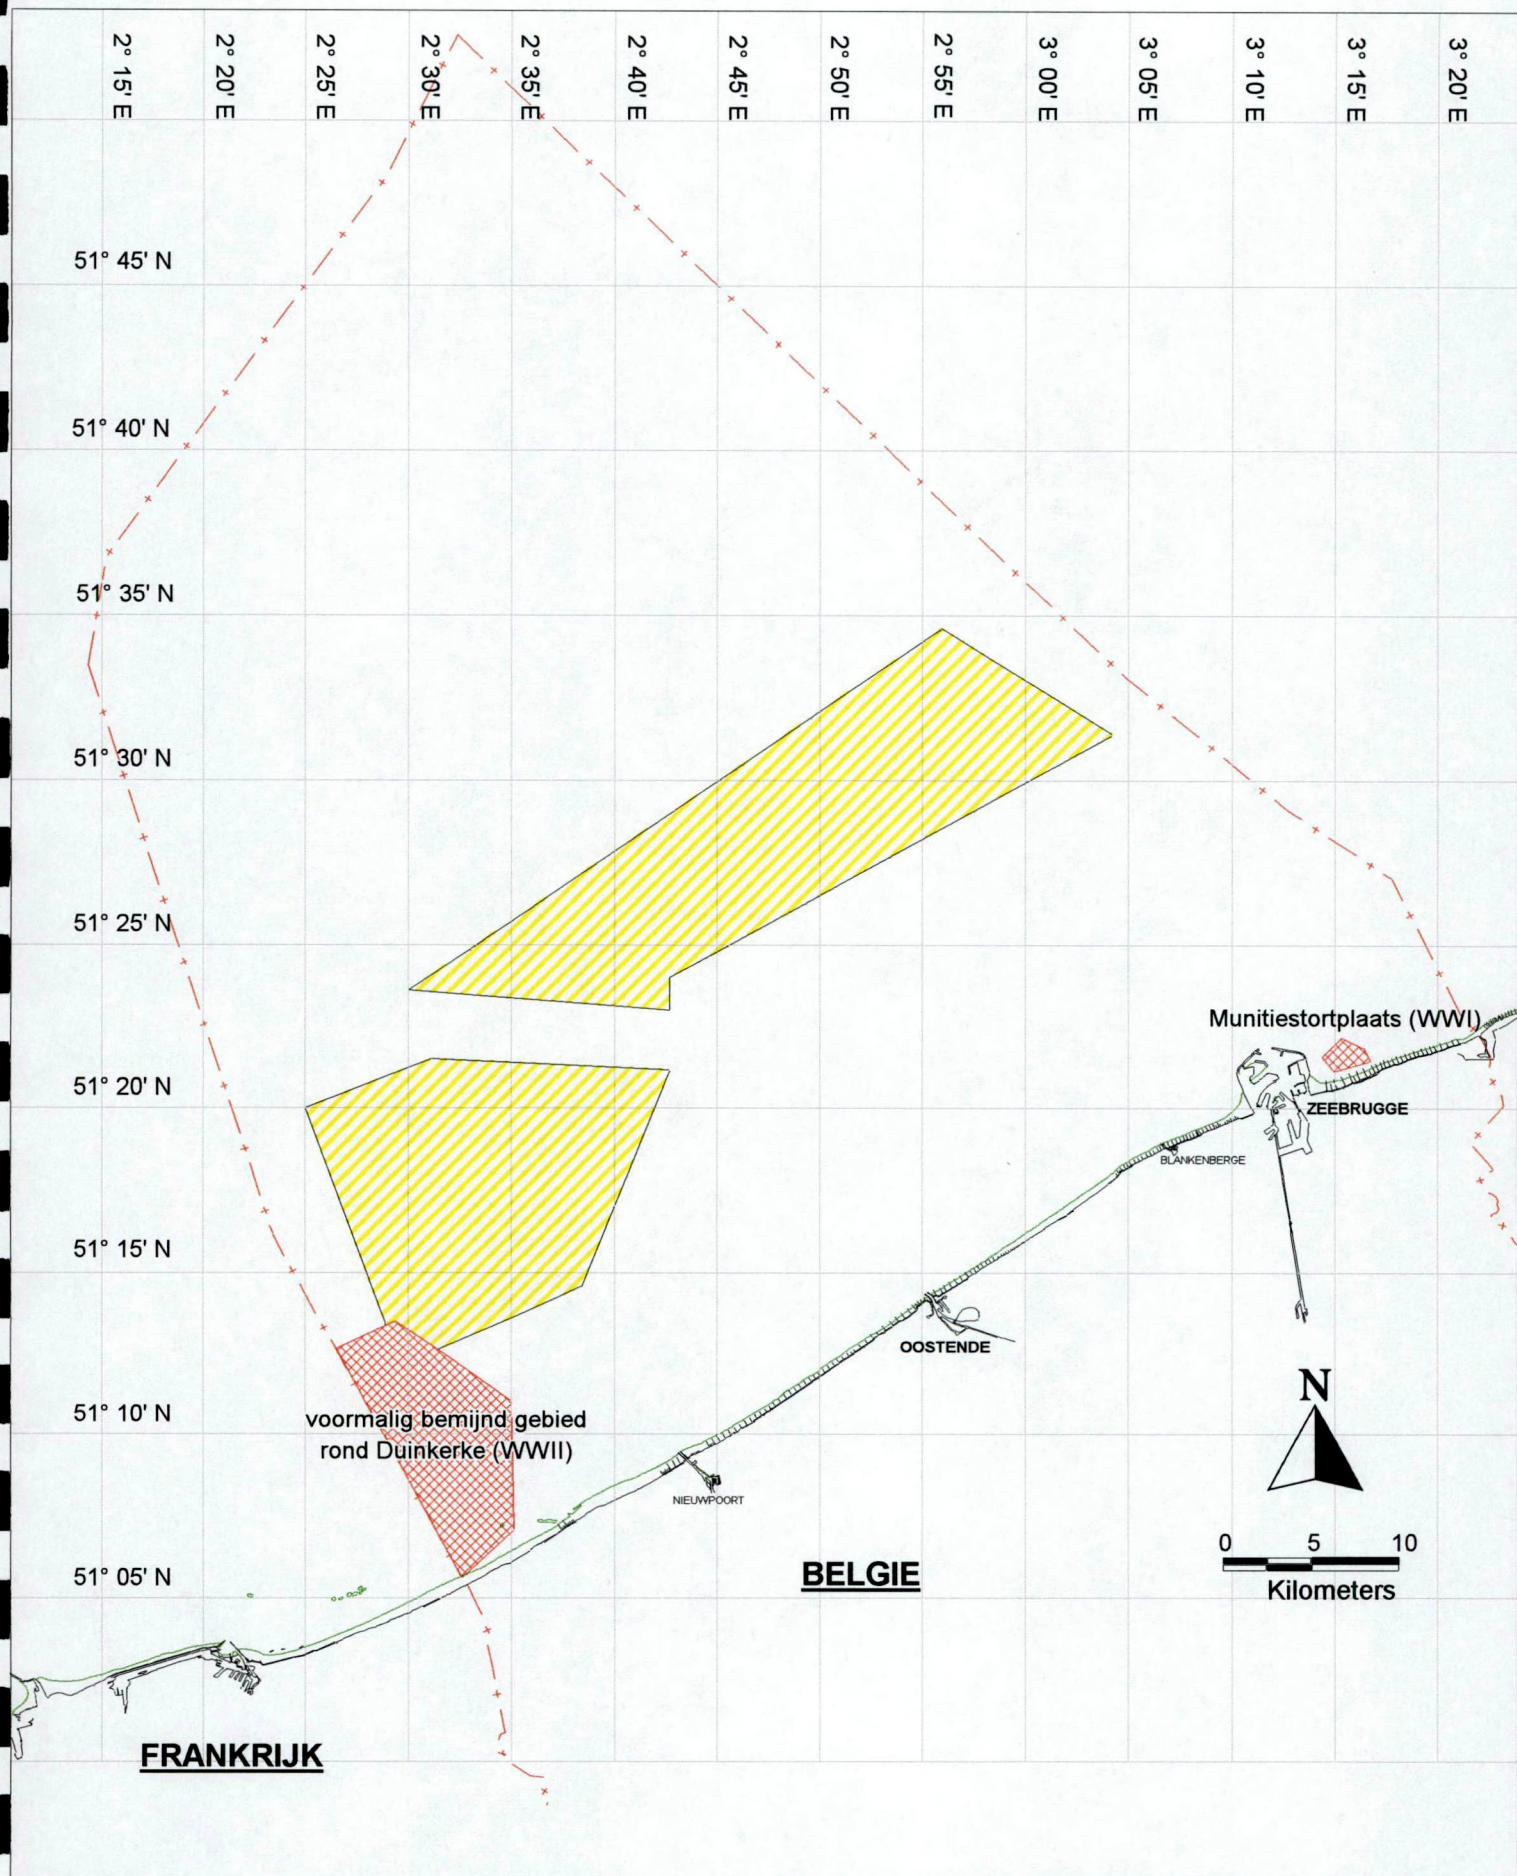 2° 15' E
2° 20' E
2° 25' E
2° 30' E
2° 35' E
2° 40' E
2° 45' E
2° 50' E
2° 55' E
3° 00' E
3° 05' E
3° 10' E
3° 15' E
3° 20' E
51° 45' N
51° 40' N
51° 35' N
51° 30' N
51° 25' N
Munitiestortplaats (WWI)
51° 20' N
ZEEBRUGGE
BLANKENBERGE
51° 15' N
OOSTENDE
N
51° 10' N
voormalig bemijnd gebied
rond Duinkerke (WWII)
NIEUWPOORT
0 5 10
Kilometers
51° 05' N
BELGIE
FRANKRIJK